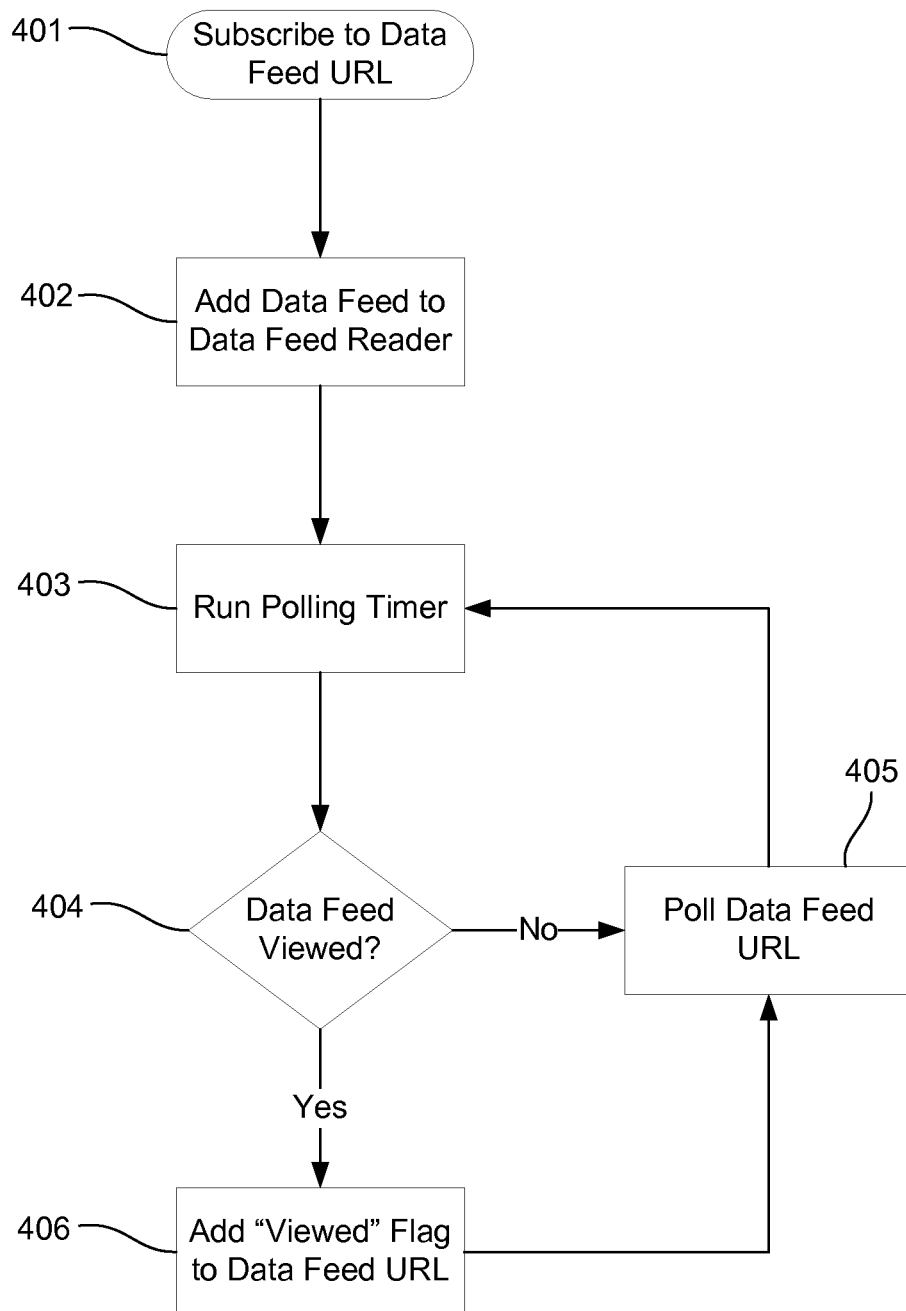 401
Subscribe to Data
Feed URL
402
Add Data Feed to
Data Feed Reader
403
Run Polling Timer
405
404
Data Feed
Viewed?
No
Poll Data Feed
URL
Yes
406
Add “Viewed” Flag
to Data Feed URL